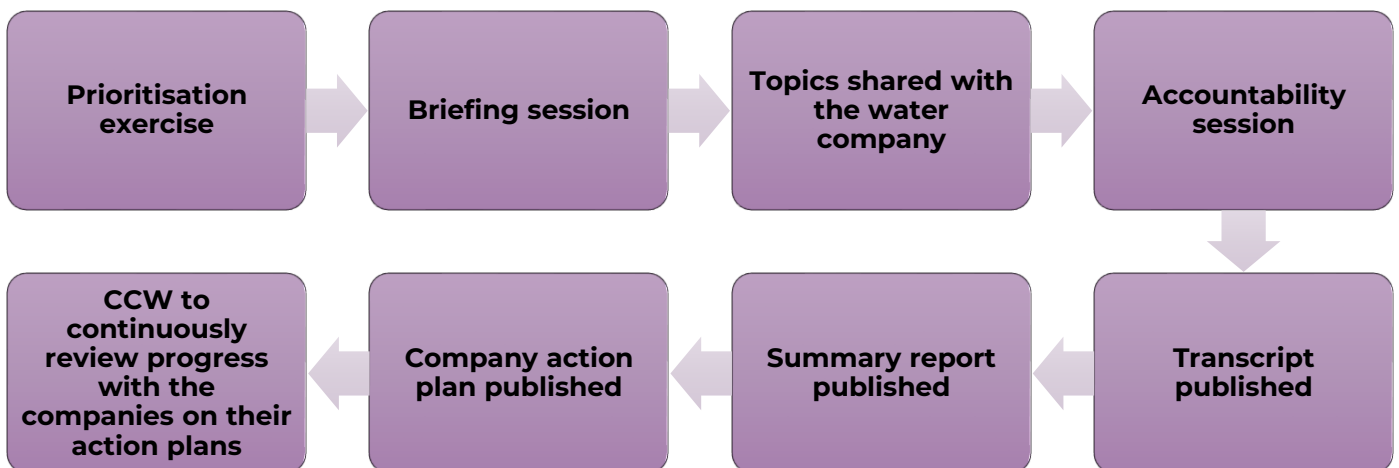 Prioritisation
exercise
Briefing session
Topics shared with
the water
company
Accountability
session
Transcript
published
Summary report
published
Company action
plan published
CCW to
continuously
review progress
with the
companies on their
action plans